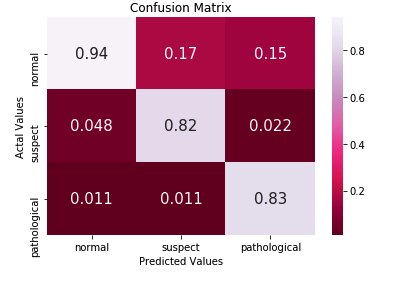 Confusion Matrix
Actal Values
normal
0.94 0.17 0.15
suspect
0.048 0.82 0.022
pathological
0.011 0.011 0.83
normal suspect pathological
Predicted Values
0.8
0.6
0.4
0.2